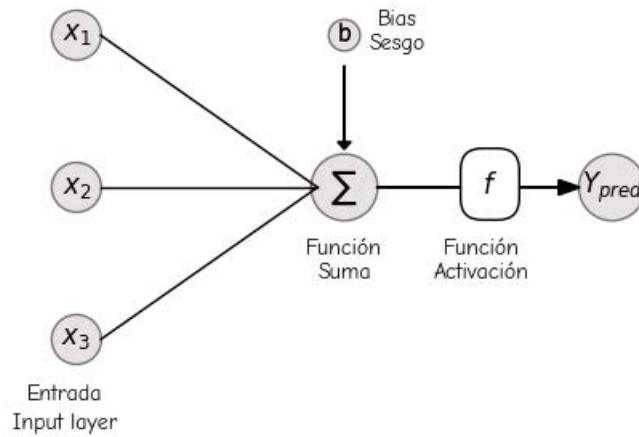 x1
b
Bias
Sesgo
x2
Σ
f
Ypred
Función
Suma
Función
Activación
x3
Entrada
Input layer